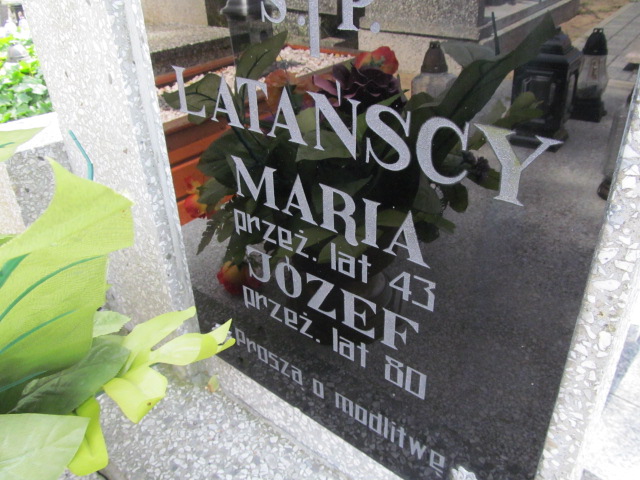 Ś. P.
LATAŃSCY
MARIA
przeż. lat 43
JÓZEF
przeż. lat 80
proszą o modlitwę